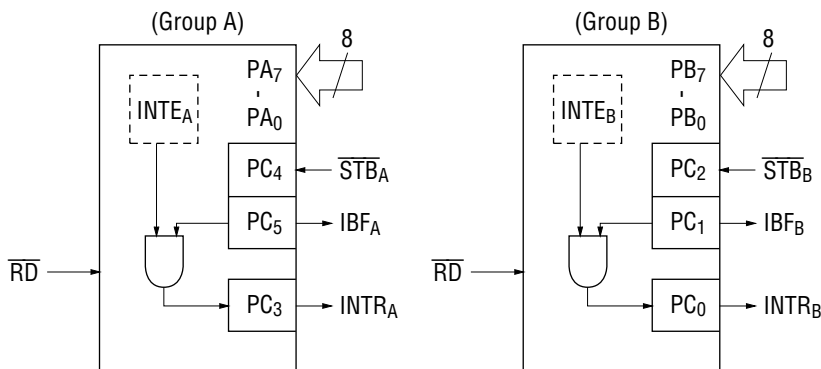 (Group A)
8
PA7
PA0
INTEA
PC4
STBA
PC5
IBFA
RD
PC3
INTRA
(Group B)
8
PB7
PB0
INTEB
PC2
STBB
PC1
IBFB
RD
PC0
INTRB